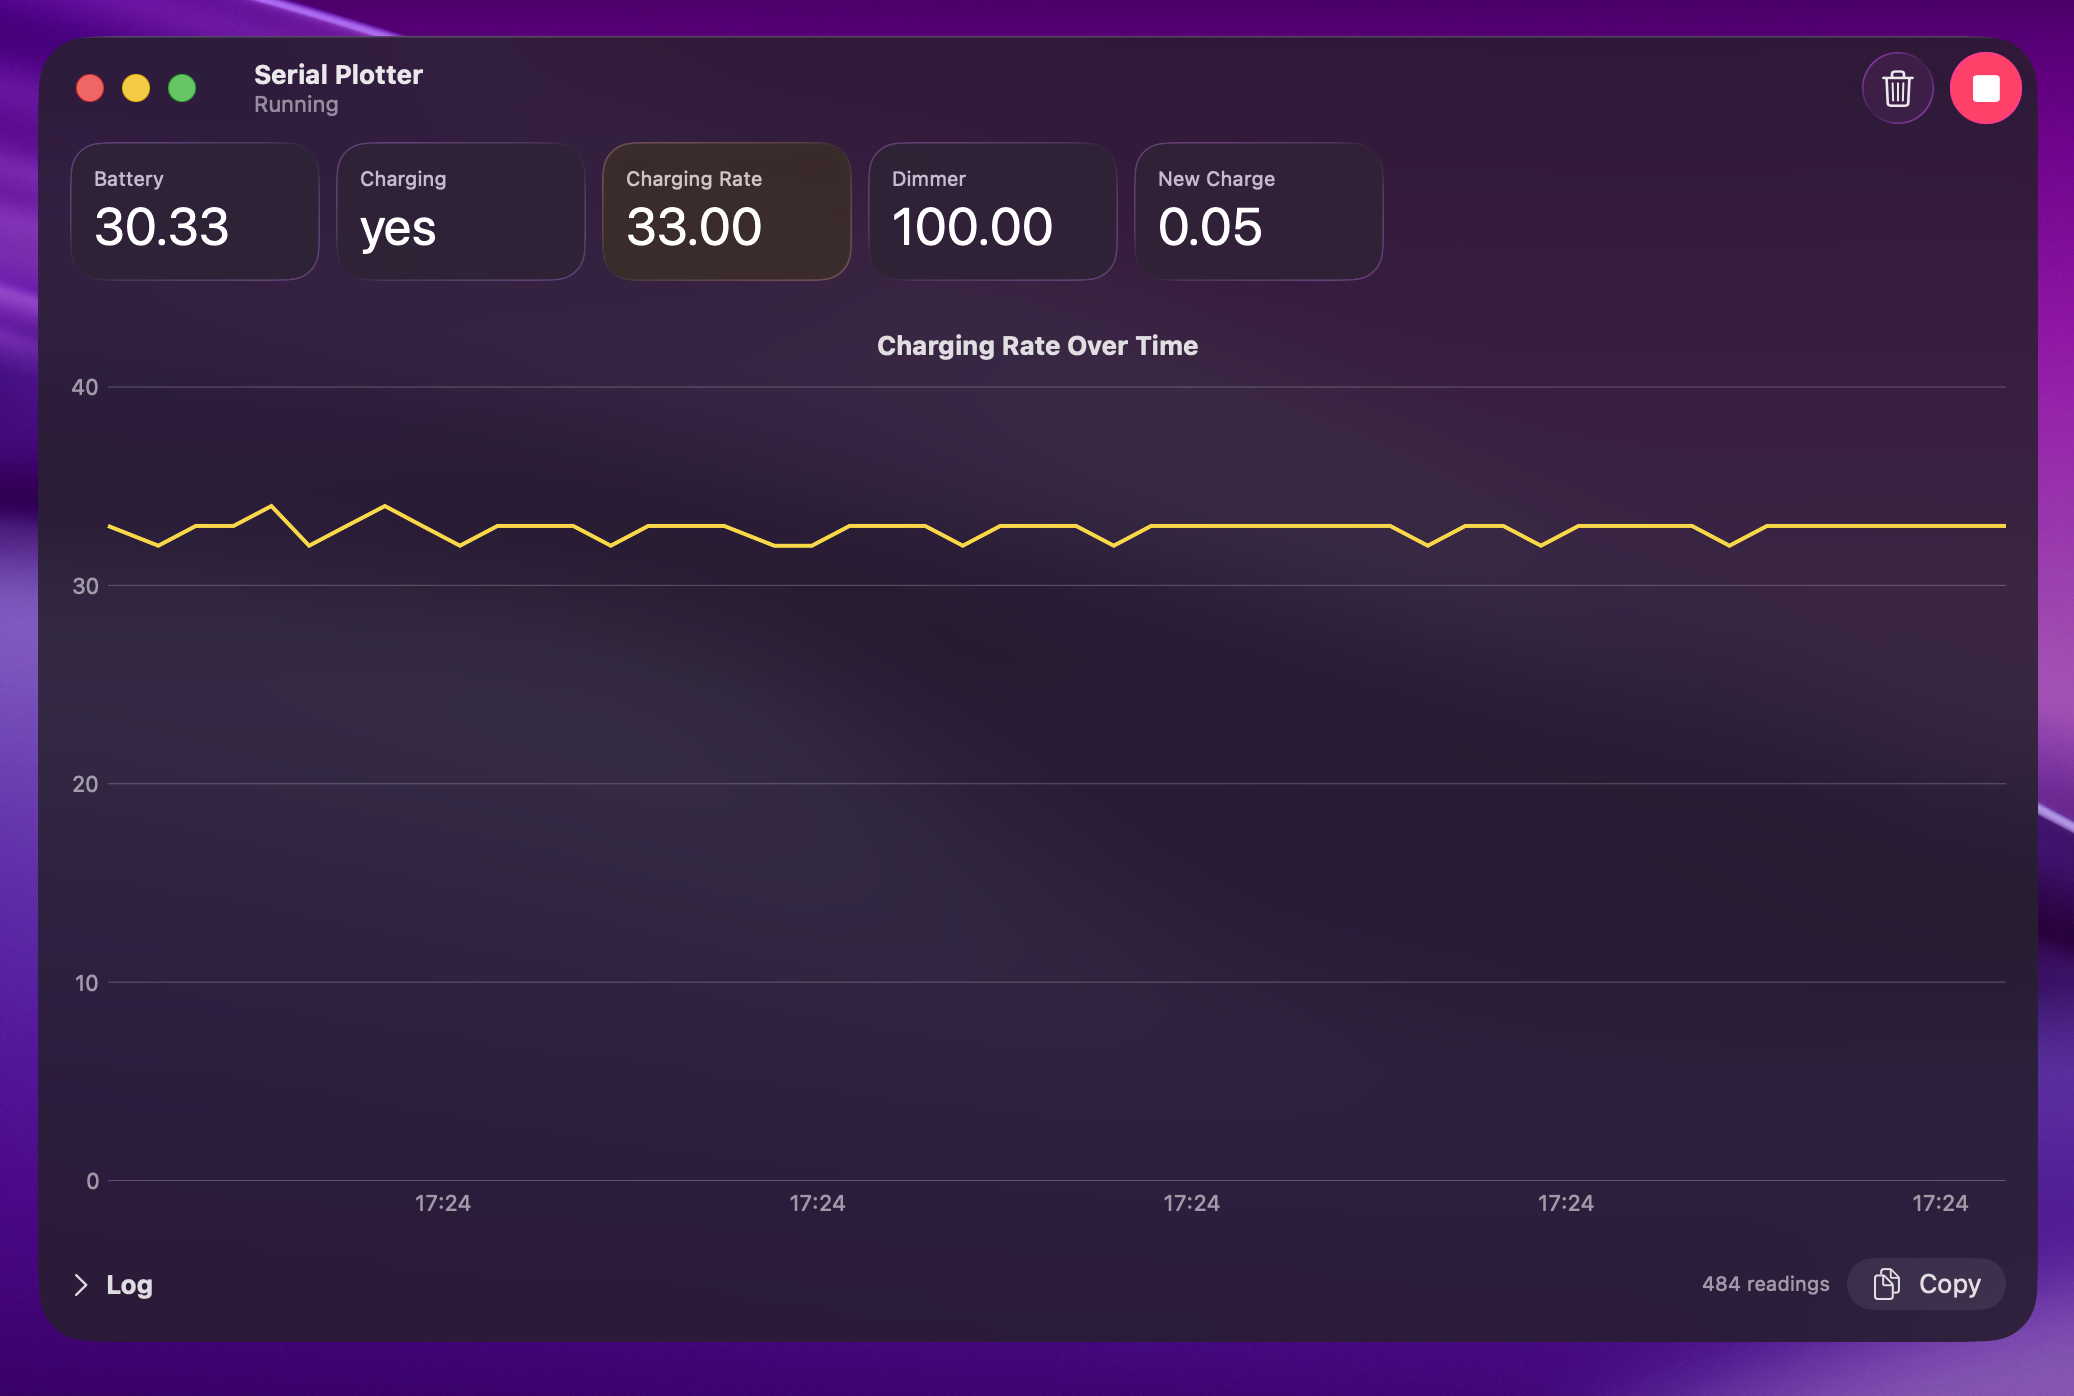 Serial Plotter
Running
Battery
30.33
Charging
yes
Charging Rate
33.00
Dimmer
100.00
New Charge
0.05
Charging Rate Over Time
40
30
20
10
0
17:24 17:24 17:24 17:24 17:24
Log
484 readings
Copy